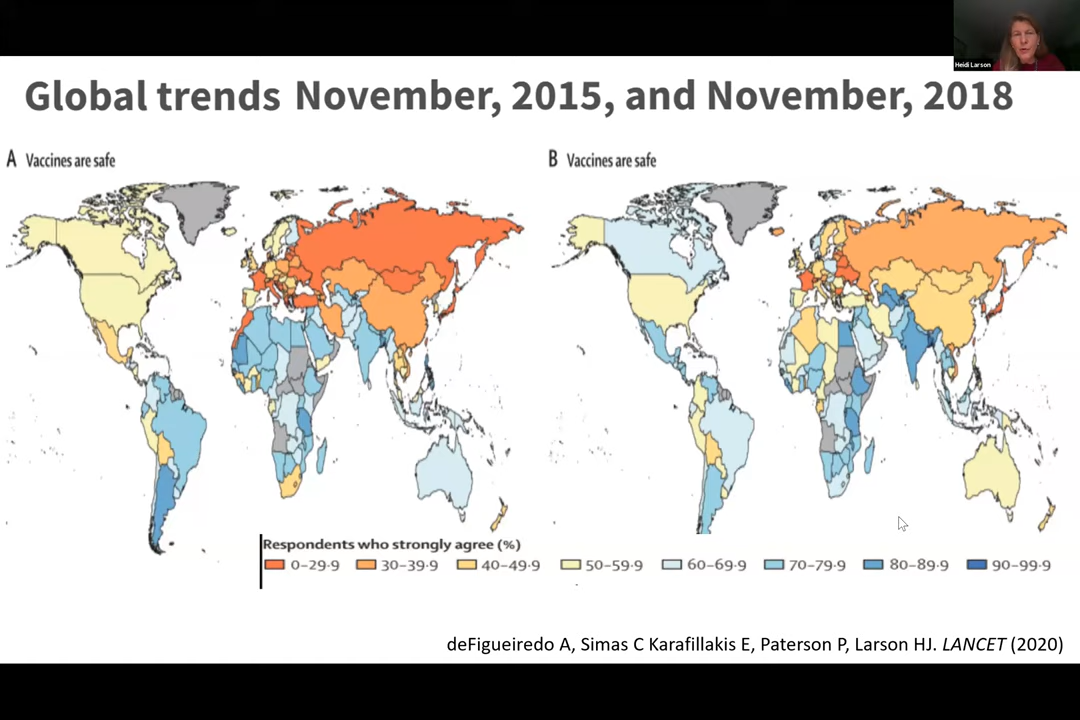 Heidi Larson
Global trends November, 2015, and November, 2018
A Vaccines are safe
B Vaccines are safe
Respondents who strongly agree (%)
0–29·9 30–39·9 40–49·9 50–59·9 60–69·9 70–79·9 80–89·9 90–99·9
deFigueiredo A, Simas C Karafillakis E, Paterson P, Larson HJ. LANCET (2020)